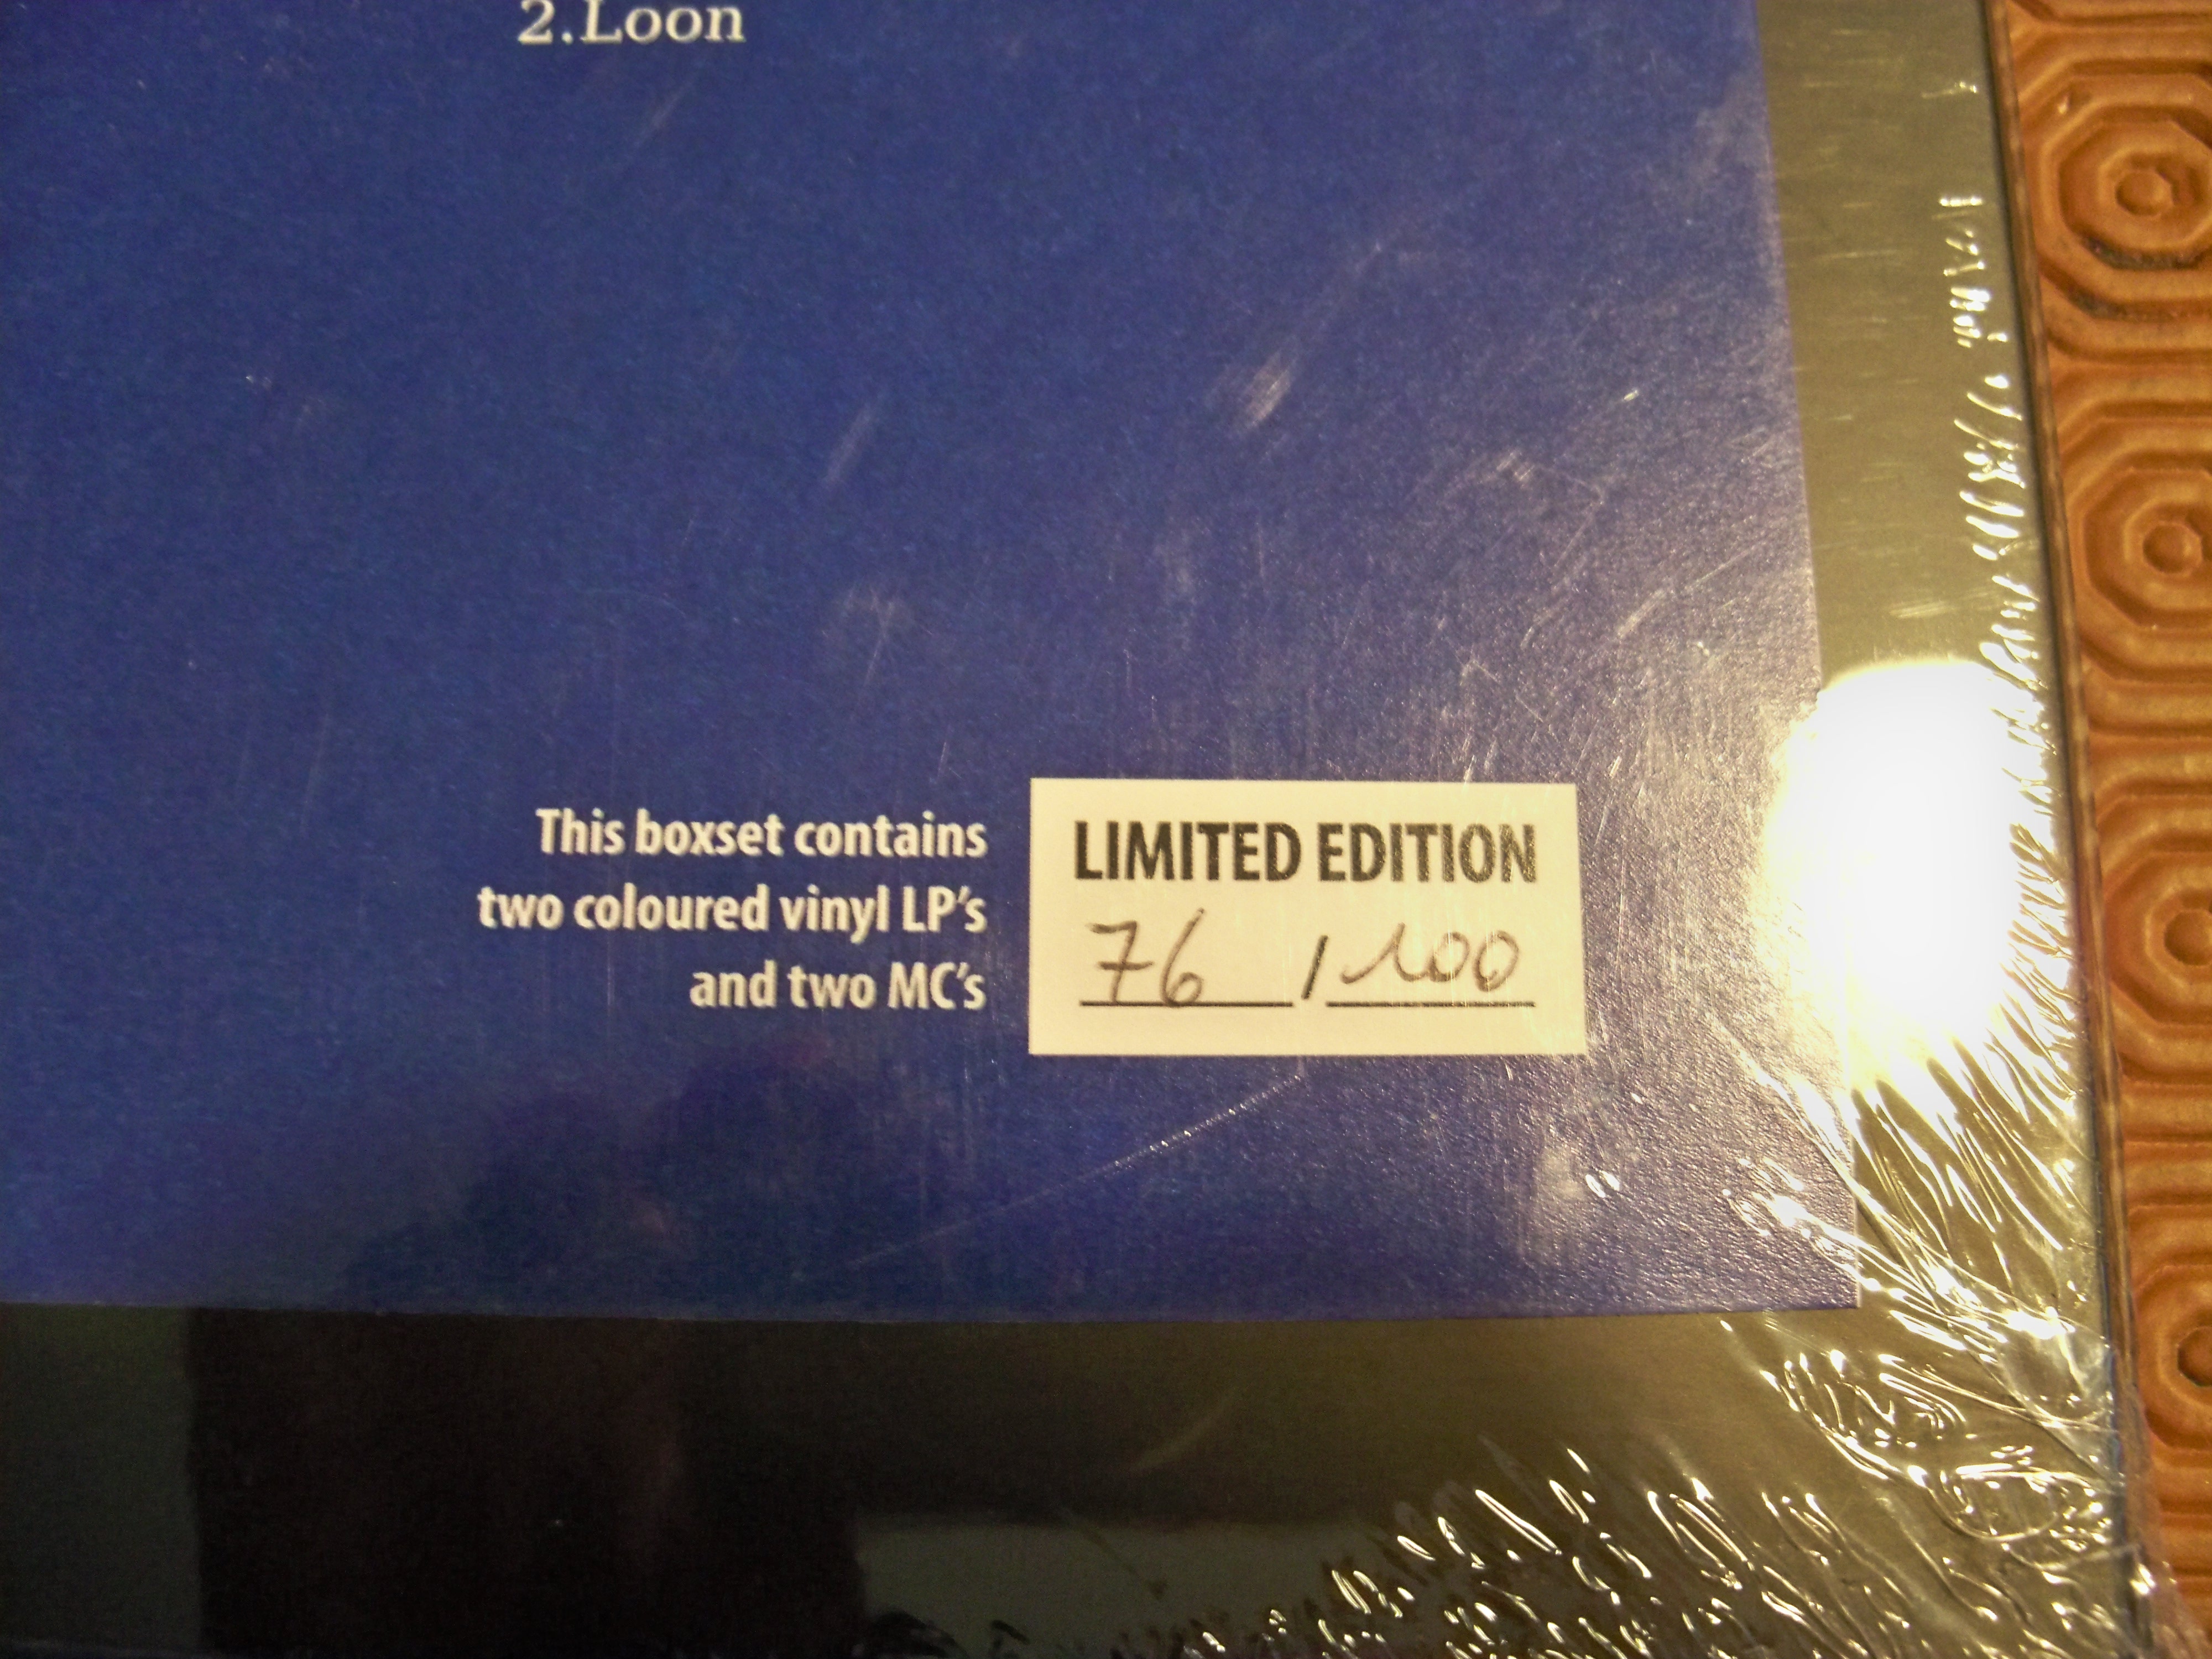 2.Loon
This boxset contains
two coloured vinyl LP's
and two MC's
LIMITED EDITION
76 / 100